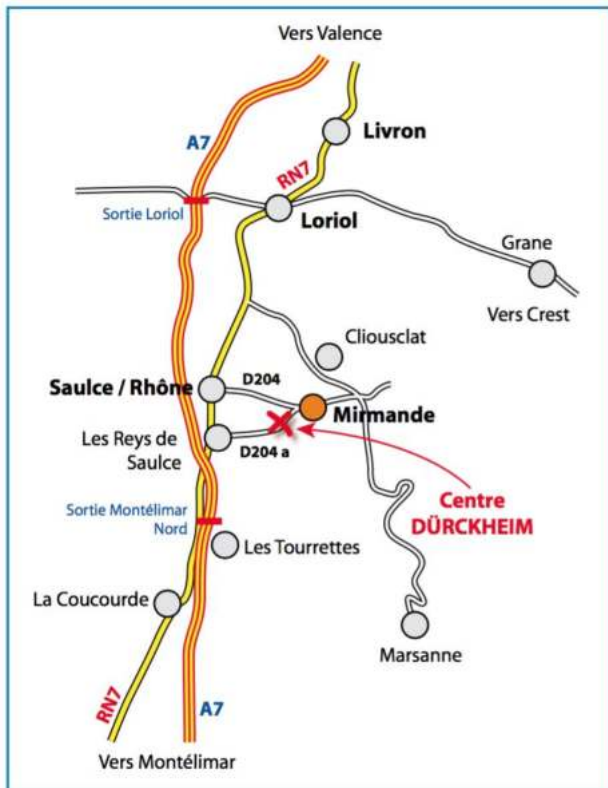 Vers Valence
A7
Livron
RN7
Sortie Loriol
Loriol
Grane
Vers Crest
Cliousclat
Saulce / Rhône
D204
Mirmande
Les Reys de
Saulce
D204 a
Centre
DÜRCKHEIM
Sortie Montélimar
Nord
Les Tourrettes
La Coucourde
Marsanne
RN7
A7
Vers Montélimar